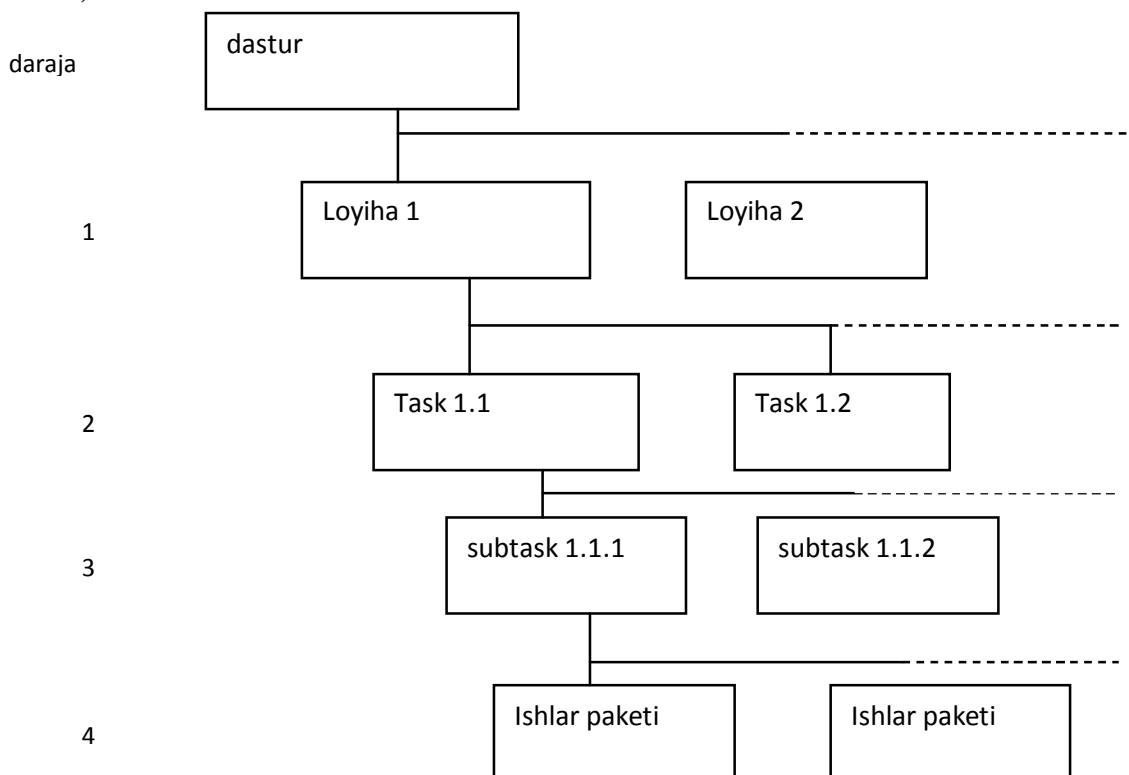 dastur
daraja
Loyiha 1
Loyiha 2
1
Task 1.1
Task 1.2
2
subtask 1.1.1
subtask 1.1.2
3
Ishlar paketi
Ishlar paketi
4